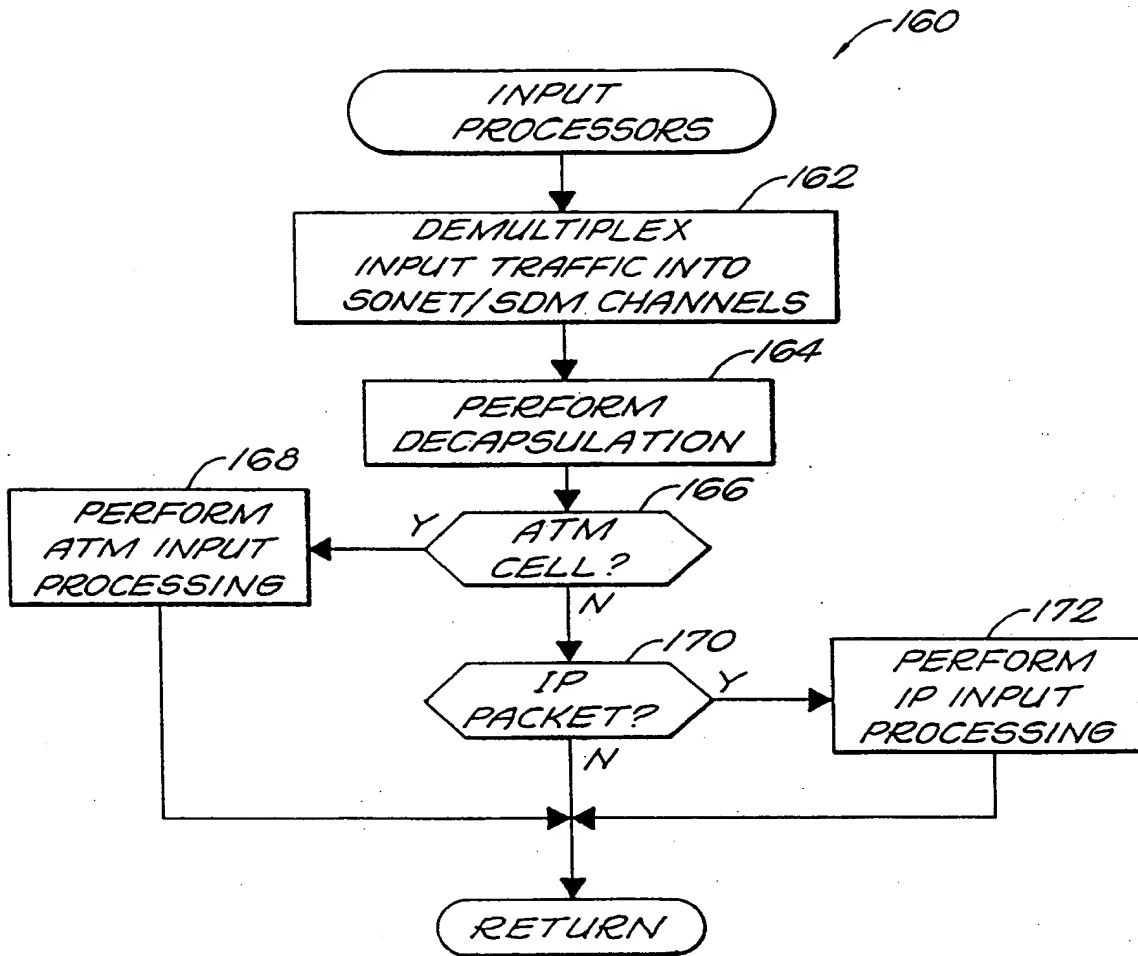 160
INPUT
PROCESSORS
162
DEMULTIPLEX
INPUT TRAFFIC INTO
SONET/SDM CHANNELS
164
PERFORM
DECAPSULATION
168
PERFORM
ATM INPUT
PROCESSING
166
Y
ATM
CELL?
N
170
IP
PACKET?
Y
N
172
PERFORM
IP INPUT
PROCESSING
RETURN